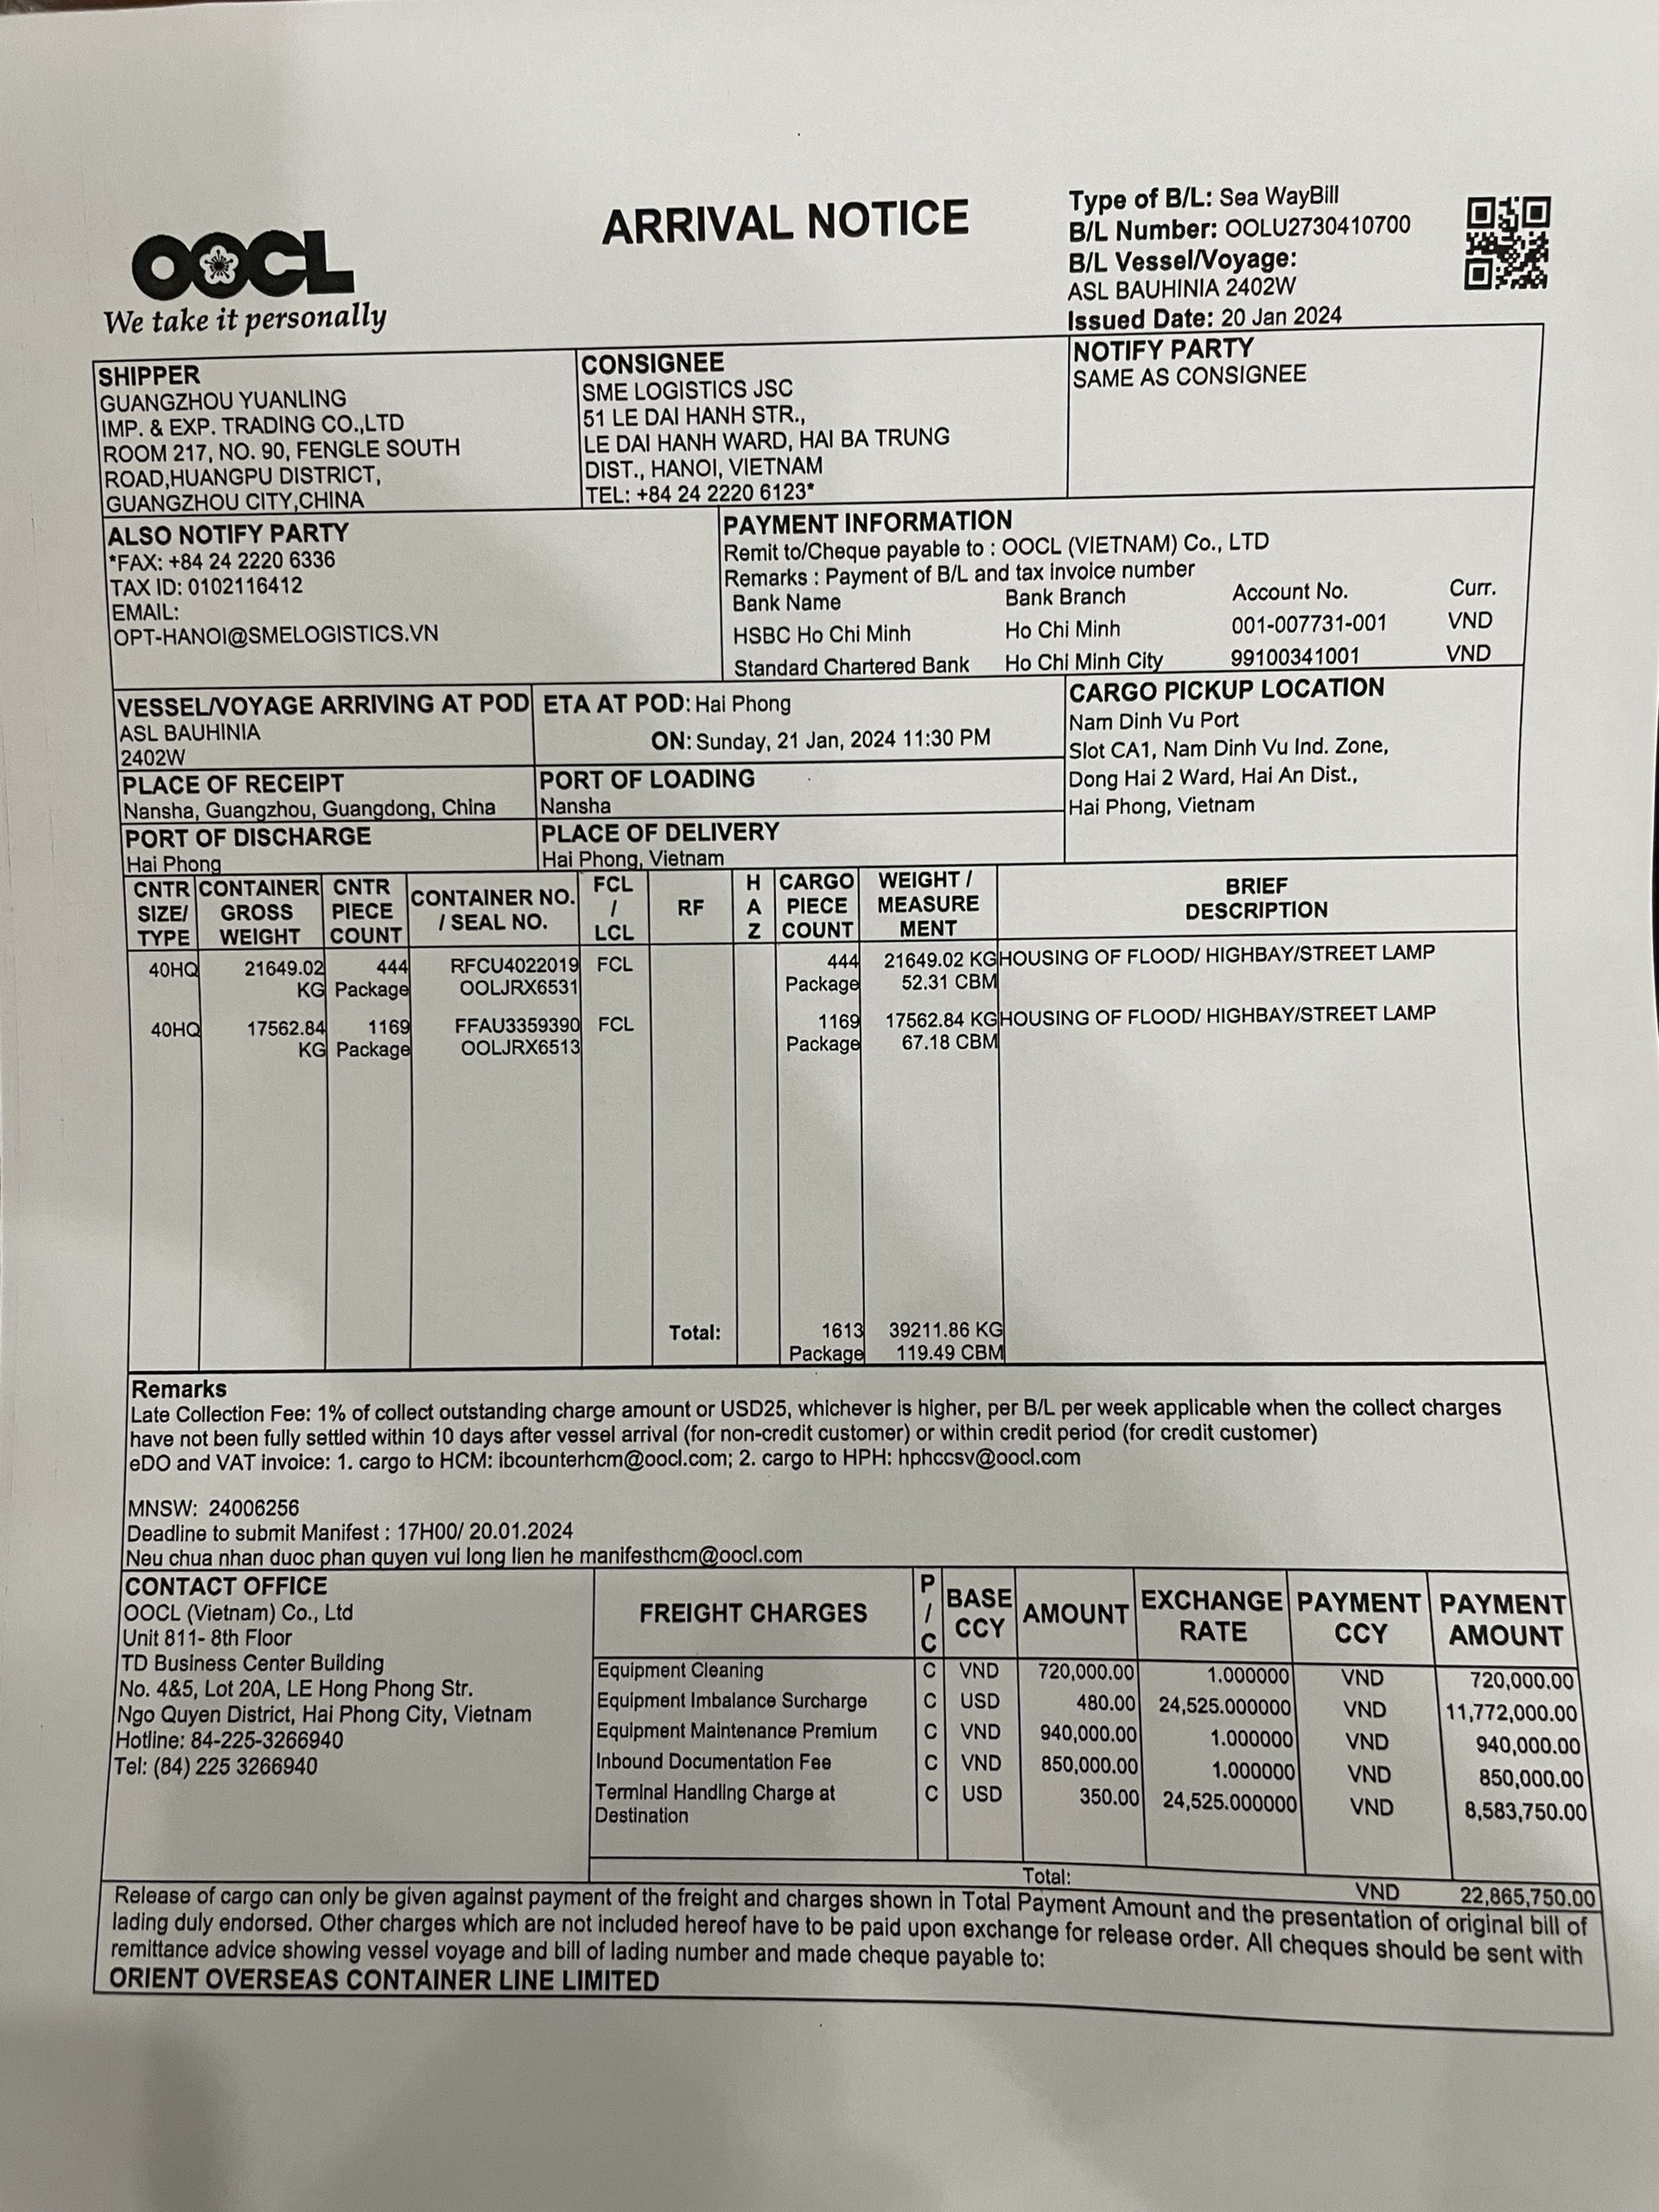 OOCL
We take it personally
ARRIVAL NOTICE
Type of B/L: Sea WayBill
B/L Number: OOLU2730410700
B/L Vessel/Voyage:
ASL BAUHINIA 2402W
Issued Date: 20 Jan 2024
SHIPPER
GUANGZHOU YUANLING
IMP. & EXP. TRADING CO.,LTD
ROOM 217, NO. 90, FENGLE SOUTH
ROAD,HUANGPU DISTRICT,
GUANGZHOU CITY,CHINA
CONSIGNEE
SME LOGISTICS JSC
51 LE DAI HANH STR.,
LE DAI HANH WARD, HAI BA TRUNG
DIST., HANOI, VIETNAM
TEL: +84 24 2220 6123*
NOTIFY PARTY
SAME AS CONSIGNEE
ALSO NOTIFY PARTY
*FAX: +84 24 2220 6336
TAX ID: 0102116412
EMAIL:
OPT-HANOI@SMELOGISTICS.VN
PAYMENT INFORMATION
Remit to/Cheque payable to : OOCL (VIETNAM) Co., LTD
Remarks : Payment of B/L and tax invoice number
Bank Name Bank Branch Account No. Curr.
HSBC Ho Chi Minh Ho Chi Minh 001-007731-001 VND
Standard Chartered Bank Ho Chi Minh City 99100341001 VND
VESSEL/VOYAGE ARRIVING AT POD
ASL BAUHINIA
2402W
ETA AT POD: Hai Phong
ON: Sunday, 21 Jan, 2024 11:30 PM
CARGO PICKUP LOCATION
Nam Dinh Vu Port
Slot CA1, Nam Dinh Vu Ind. Zone,
Dong Hai 2 Ward, Hai An Dist.,
Hai Phong, Vietnam
PLACE OF RECEIPT
Nansha, Guangzhou, Guangdong, China
PORT OF LOADING
Nansha
PORT OF DISCHARGE
Hai Phong
PLACE OF DELIVERY
Hai Phong, Vietnam
CNTR SIZE/ TYPE CONTAINER GROSS WEIGHT CNTR PIECE COUNT CONTAINER NO. / SEAL NO. FCL / LCL RF H A Z CARGO PIECE COUNT WEIGHT / MEASURE MENT BRIEF DESCRIPTION
40HQ 21649.02 444 RFCU4022019 FCL 444 21649.02 KG HOUSING OF FLOOD/ HIGHBAY/STREET LAMP
KG Package OOLJRX6531 Package 52.31 CBM
40HQ 17562.84 1169 FFAU3359390 FCL 1169 17562.84 KG HOUSING OF FLOOD/ HIGHBAY/STREET LAMP
KG Package OOLJRX6513 Package 67.18 CBM
Total: 1613 39211.86 KG
Package 119.49 CBM
Remarks
Late Collection Fee: 1% of collect outstanding charge amount or USD25, whichever is higher, per B/L per week applicable when the collect charges
have not been fully settled within 10 days after vessel arrival (for non-credit customer) or within credit period (for credit customer)
eDO and VAT invoice: 1. cargo to HCM: ibcounterhcm@oocl.com; 2. cargo to HPH: hphccsv@oocl.com
MNSW: 24006256
Deadline to submit Manifest : 17H00/ 20.01.2024
Neu chua nhan duoc phan quyen vui long lien he manifesthcm@oocl.com
CONTACT OFFICE
OOCL (Vietnam) Co., Ltd
Unit 811- 8th Floor
TD Business Center Building
No. 4&5, Lot 20A, LE Hong Phong Str.
Ngo Quyen District, Hai Phong City, Vietnam
Hotline: 84-225-3266940
Tel: (84) 225 3266940
FREIGHT CHARGES P / C BASE CCY AMOUNT EXCHANGE RATE PAYMENT CCY PAYMENT AMOUNT
Equipment Cleaning C VND 720,000.00 1.000000 VND 720,000.00
Equipment Imbalance Surcharge C USD 480.00 24,525.000000 VND 11,772,000.00
Equipment Maintenance Premium C VND 940,000.00 1.000000 VND 940,000.00
Inbound Documentation Fee C VND 850,000.00 1.000000 VND 850,000.00
Terminal Handling Charge at C USD 350.00 24,525.000000 VND 8,583,750.00
Destination
Total: VND 22,865,750.00
Release of cargo can only be given against payment of the freight and charges shown in Total Payment Amount and the presentation of original bill of
lading duly endorsed. Other charges which are not included hereof have to be paid upon exchange for release order. All cheques should be sent with
remittance advice showing vessel voyage and bill of lading number and made cheque payable to:
ORIENT OVERSEAS CONTAINER LINE LIMITED